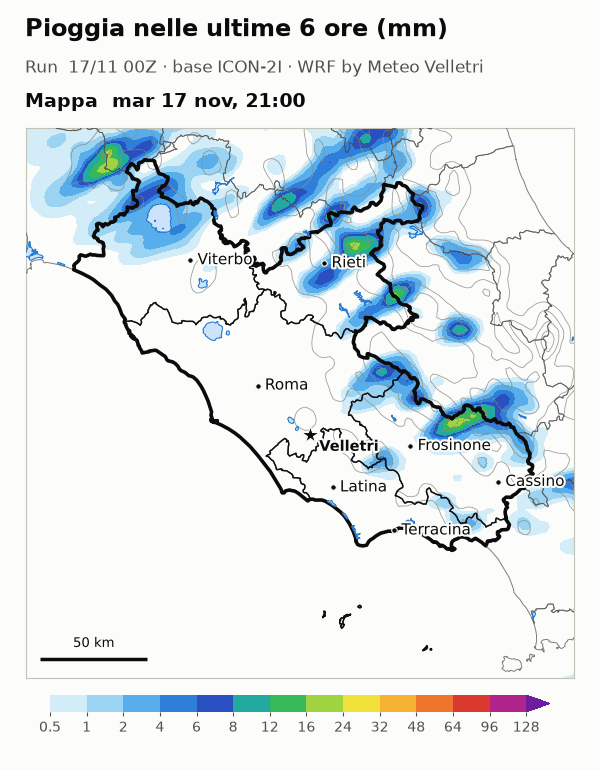 Pioggia nelle ultime 6 ore (mm)
Run  17/11 00Z · base ICON-2I · WRF by Meteo Velletri
Mappa  mar 17 nov, 21:00
Viterbo
Rieti
Roma
Velletri
Frosinone
Latina
Cassino
Terracina
50 km
0.5 1 2 4 6 8 12 16 24 32 48 64 96 128